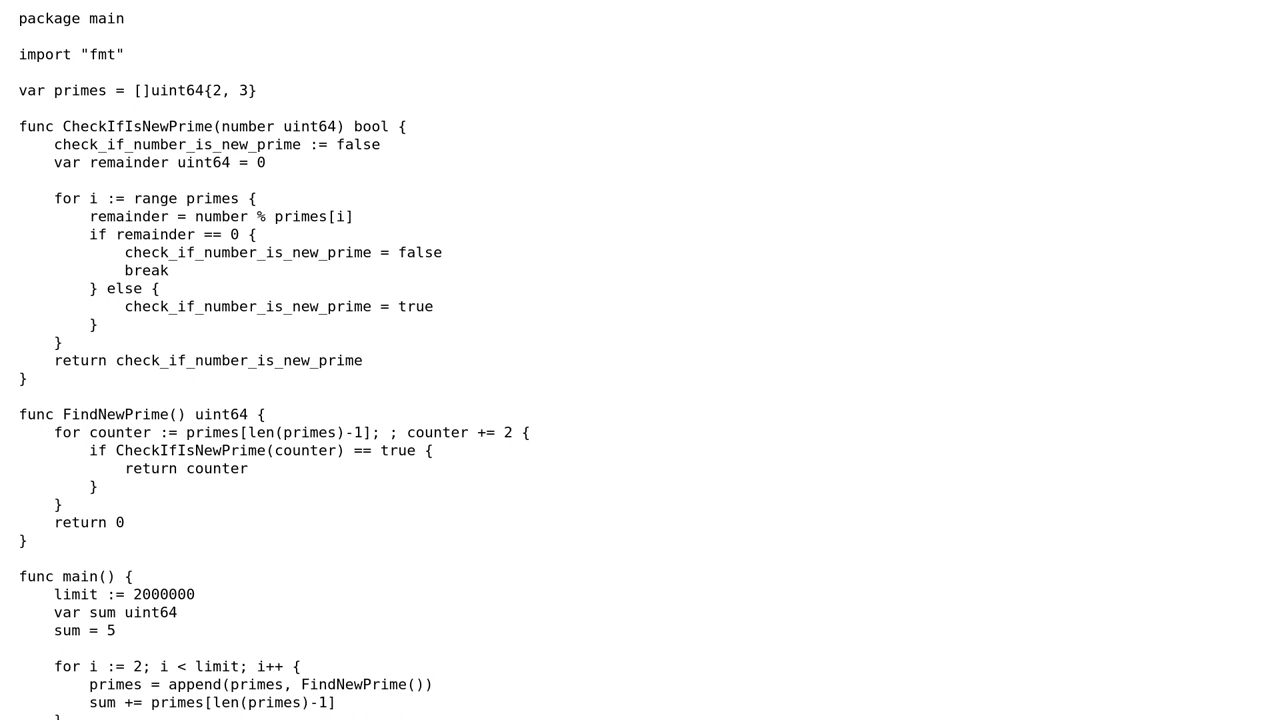 package main

import "fmt"

var primes = []uint64{2, 3}

func CheckIfIsNewPrime(number uint64) bool {
    check_if_number_is_new_prime := false
    var remainder uint64 = 0

    for i := range primes {
        remainder = number % primes[i]
        if remainder == 0 {
            check_if_number_is_new_prime = false
            break
        } else {
            check_if_number_is_new_prime = true
        }
    }
    return check_if_number_is_new_prime
}

func FindNewPrime() uint64 {
    for counter := primes[len(primes)-1]; ; counter += 2 {
        if CheckIfIsNewPrime(counter) == true {
            return counter
        }
    }
    return 0
}

func main() {
    limit := 2000000
    var sum uint64
    sum = 5

    for i := 2; i < limit; i++ {
        primes = append(primes, FindNewPrime())
        sum += primes[len(primes)-1]
    }